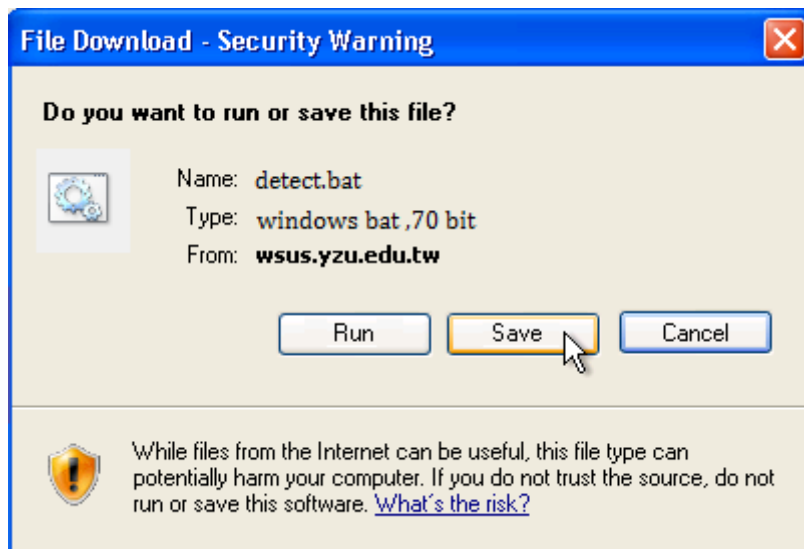 File Download - Security Warning
Do you want to run or save this file?
Name: detect.bat
Type: windows bat ,70 bit
From: wsus.yzu.edu.tw
Run Save Cancel
While files from the Internet can be useful, this file type can
potentially harm your computer. If you do not trust the source, do not
run or save this software. What's the risk?